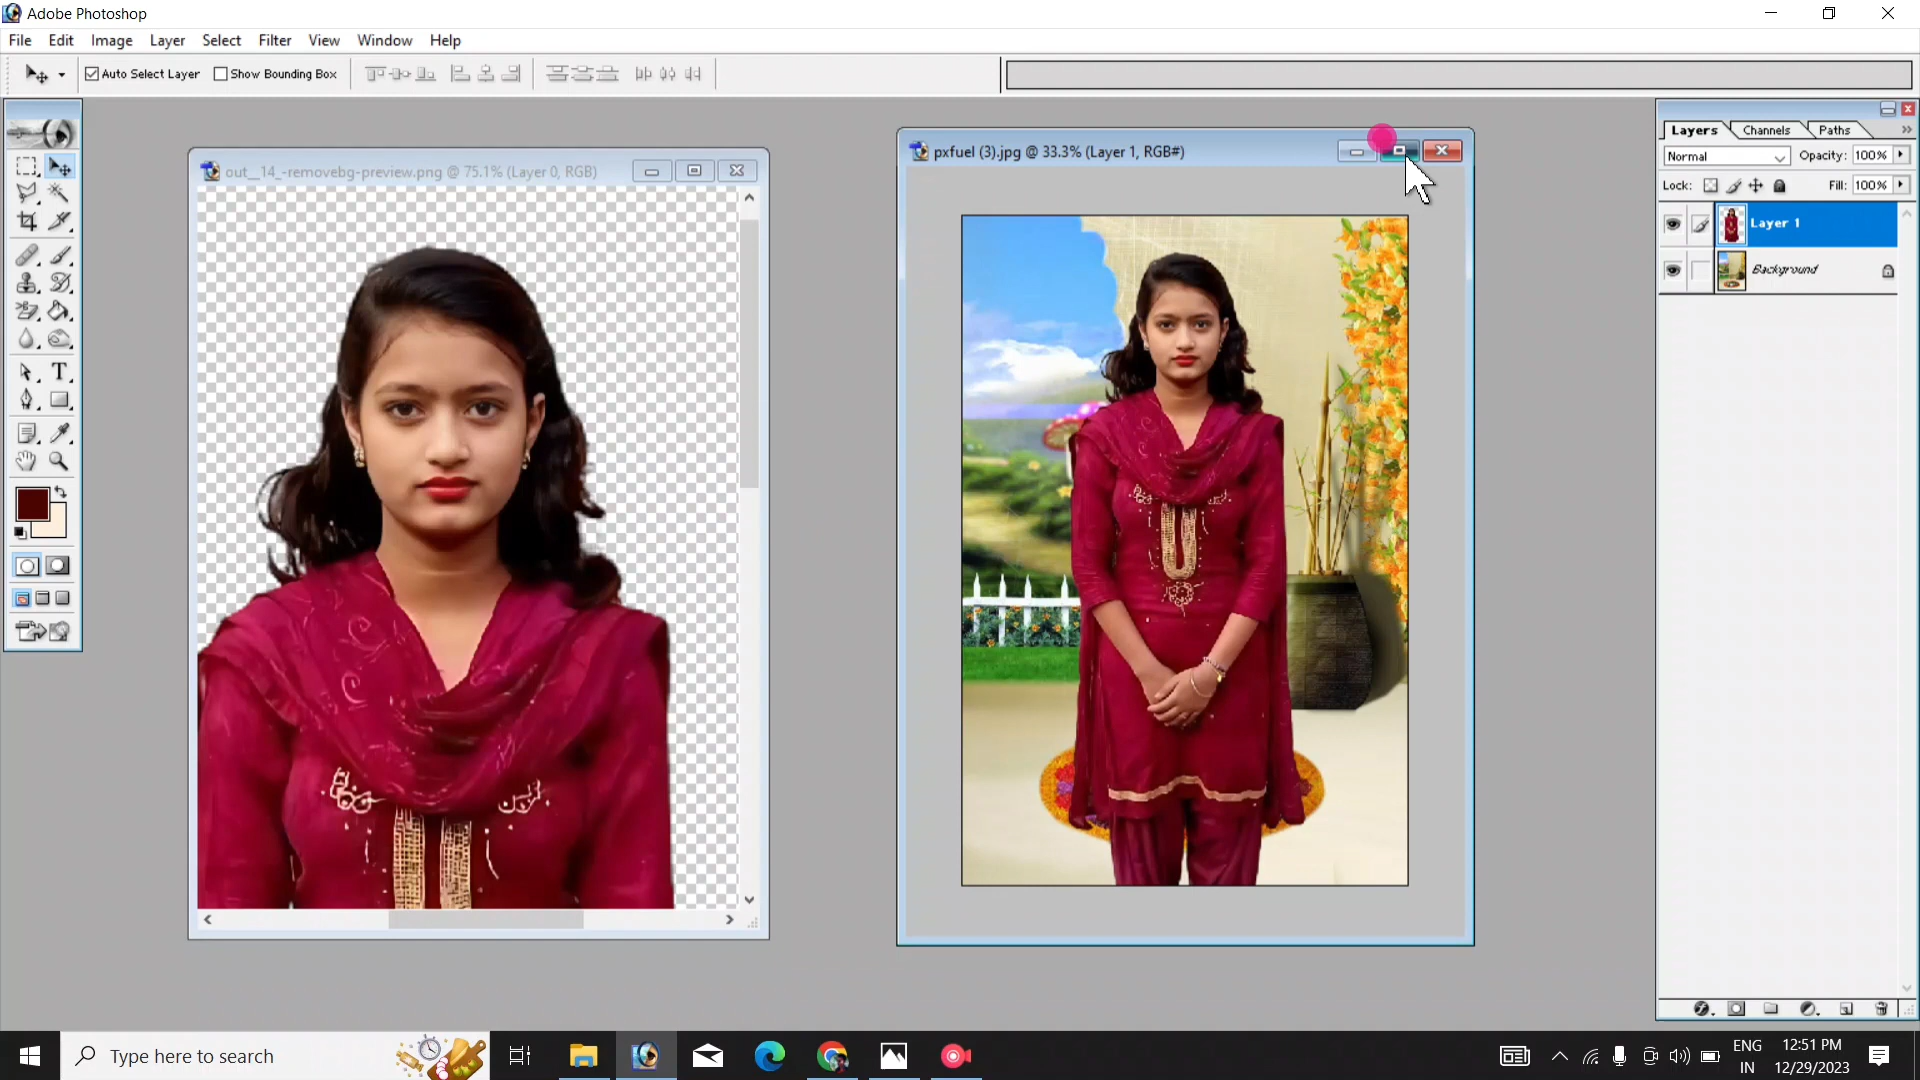 Adobe Photoshop
File Edit Image Layer Select Filter View Window Help
Auto Select Layer Show Bounding Box
out__14_-removebg-preview.png @ 75.1% (Layer 0, RGB)
pxfuel (3).jpg @ 33.3% (Layer 1, RGB#)
Layers Channels Paths
Normal Opacity: 100%
Lock: Fill: 100%
Layer 1
Background
T
Type here to search
ENG
IN
12:51 PM
12/29/2023